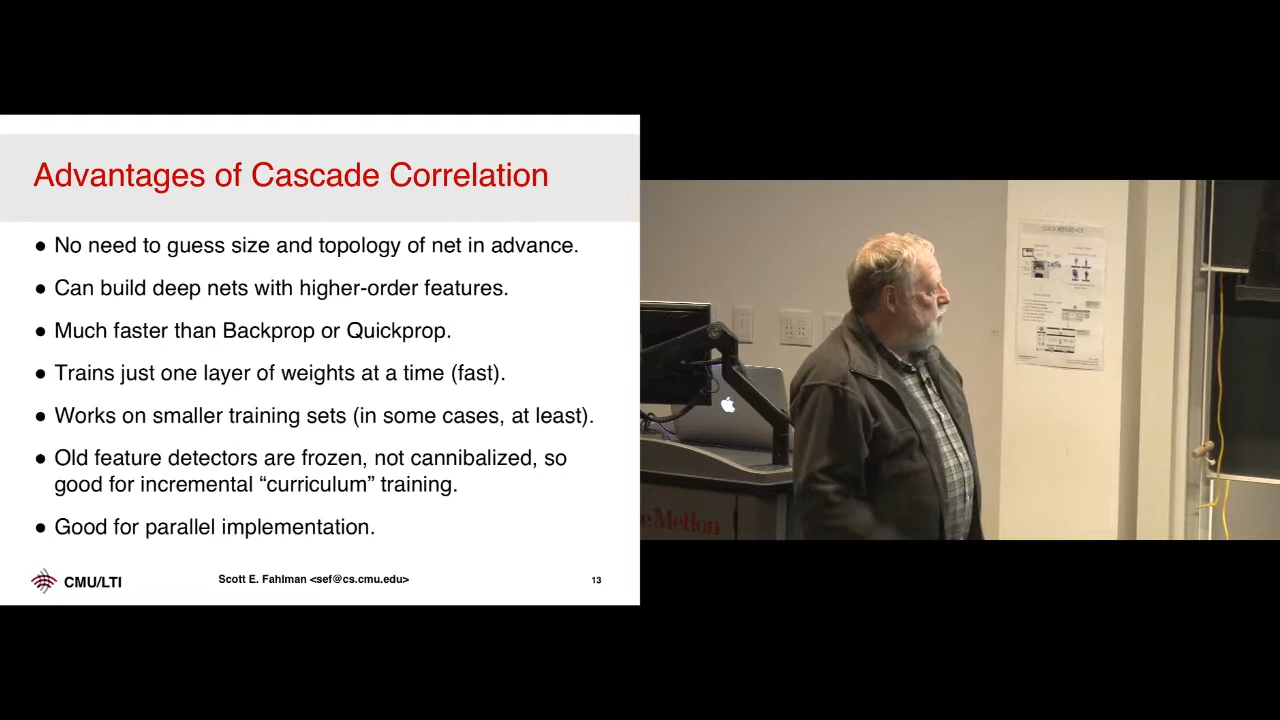 Advantages of Cascade Correlation
● No need to guess size and topology of net in advance.
● Can build deep nets with higher-order features.
● Much faster than Backprop or Quickprop.
● Trains just one layer of weights at a time (fast).
● Works on smaller training sets (in some cases, at least).
● Old feature detectors are frozen, not cannibalized, so
good for incremental “curriculum” training.
● Good for parallel implementation.
CMU/LTI
Scott E. Fahlman <sef@cs.cmu.edu>
13
QUICK REFERENCE
Mellon